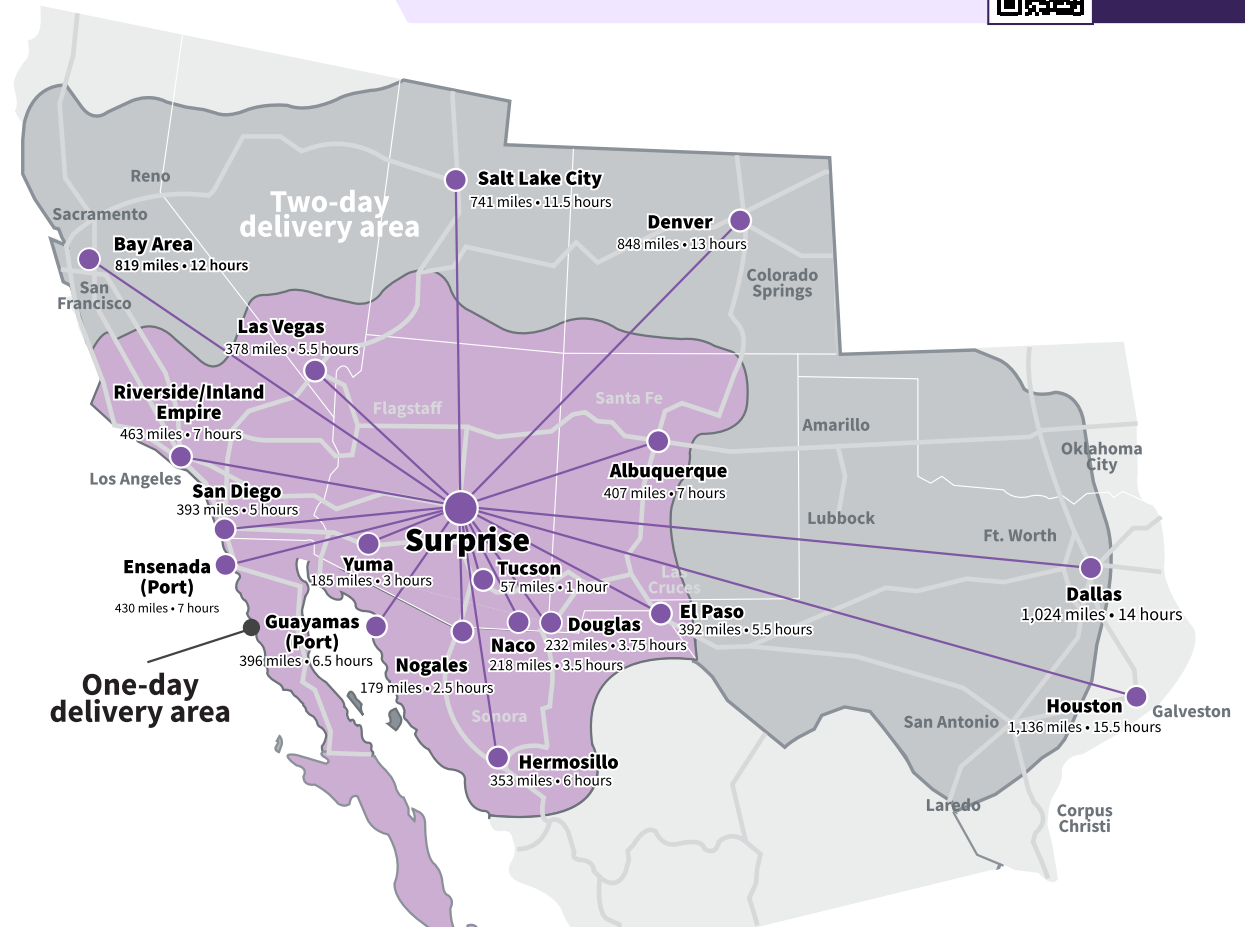 Reno
Salt Lake City
741 miles • 11.5 hours
Two-day
delivery area
Sacramento
Denver
848 miles • 13 hours
Bay Area
819 miles • 12 hours
San
Francisco
Colorado
Springs
Las Vegas
378 miles • 5.5 hours
Riverside/Inland
Empire
463 miles • 7 hours
Flagstaff
Santa Fe
Amarillo
Oklahoma
City
Los Angeles
Albuquerque
407 miles • 7 hours
San Diego
393 miles • 5 hours
Lubbock
Ft. Worth
Surprise
Ensenada
(Port)
430 miles • 7 hours
Yuma
185 miles • 3 hours
Tucson
57 miles • 1 hour
Las
Cruces
Dallas
1,024 miles • 14 hours
El Paso
392 miles • 5.5 hours
Guayamas
(Port)
396 miles • 6.5 hours
Douglas
232 miles • 3.75 hours
Naco
218 miles • 3.5 hours
Nogales
179 miles • 2.5 hours
One-day
delivery area
Sonora
Houston
1,136 miles • 15.5 hours
Galveston
San Antonio
Hermosillo
353 miles • 6 hours
Laredo
Corpus
Christi